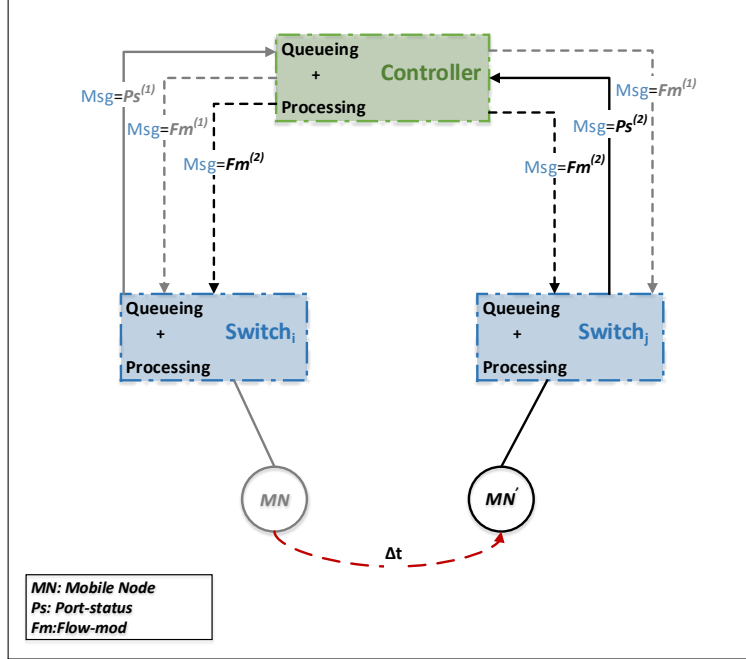 Queueing
+ Controller
Processing
Msg=Ps(1)
Msg=Fm(1)
Msg=Fm(2)
Msg=Fm(1)
Msg=Ps(2)
Msg=Fm(2)
Queueing
+ Switchi
Processing
Queueing
+ Switchj
Processing
MN
MN′
Δt
MN: Mobile Node
Ps: Port-status
Fm:Flow-mod